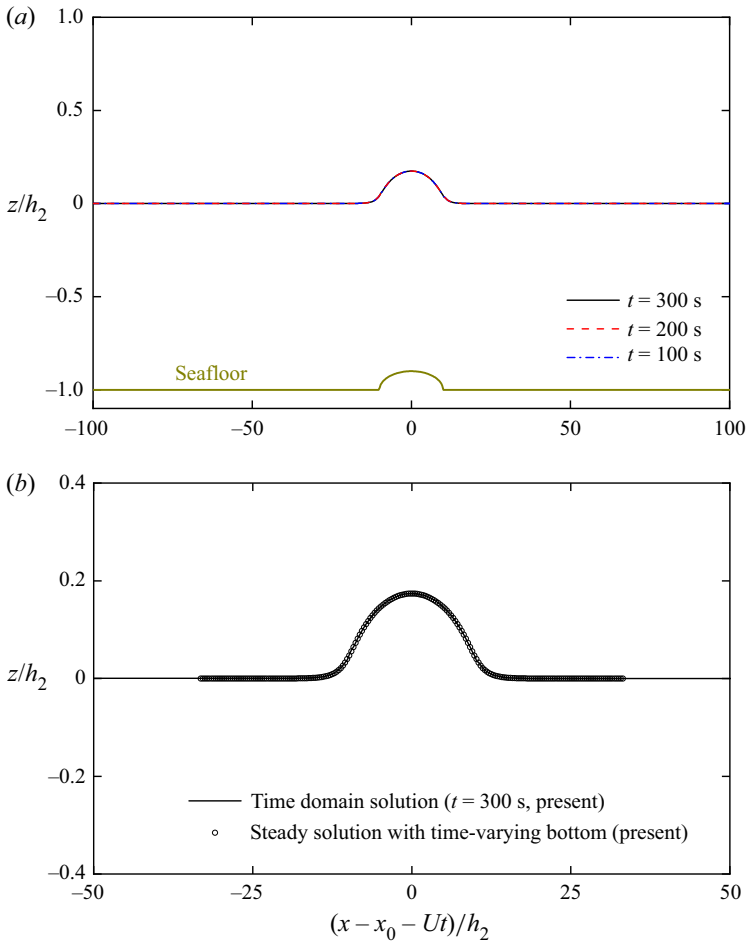 (a)
1.0
0.5
0
–0.5
–1.0
z/h2
t = 300 s
t = 200 s
t = 100 s
Seafloor
–100
–50
0
50
100
(b)
0.4
0.2
0
–0.2
–0.4
z/h2
Time domain solution (t = 300 s, present)
Steady solution with time-varying bottom (present)
–50
–25
0
25
50
(x – x0 – Ut)/h2